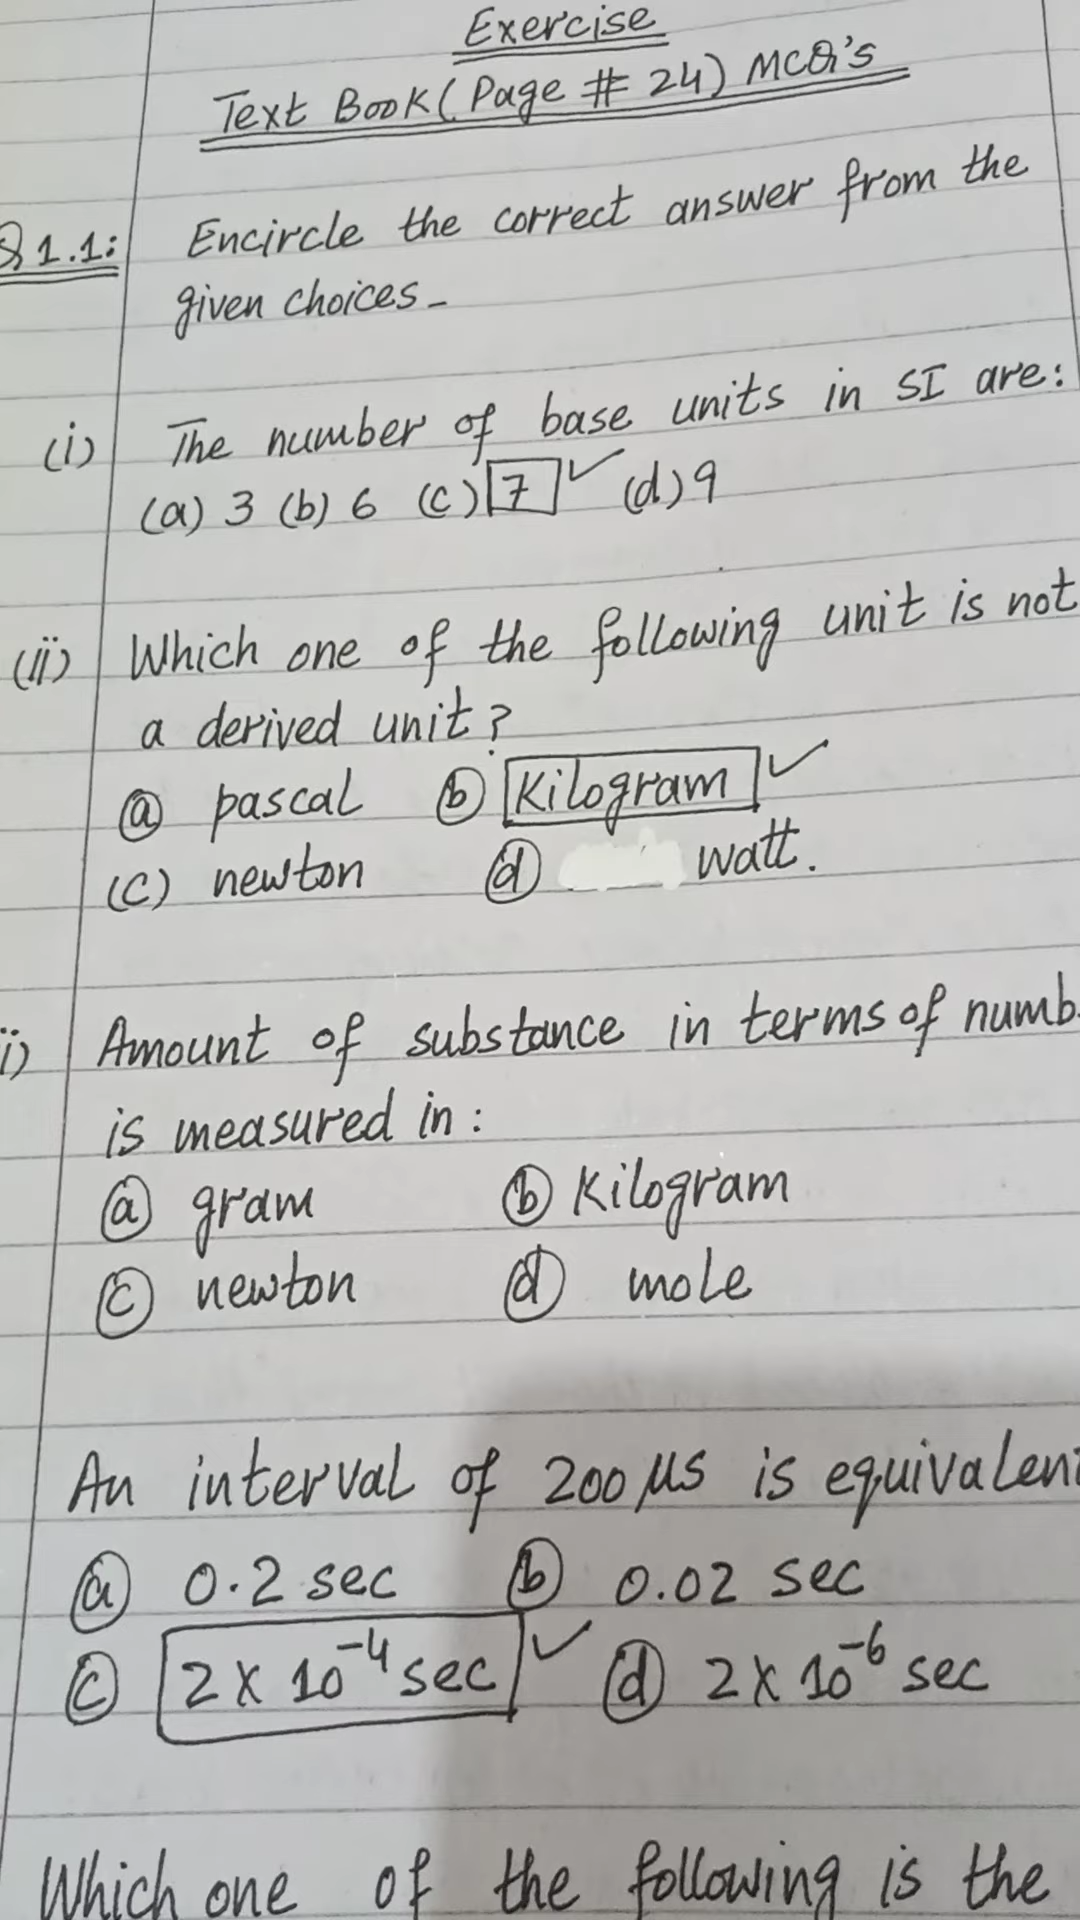 Exercise
Text Book (Page # 24) MCQ's
Q 1.1: Encircle the correct answer from the
given choices-
(i) The number of base units in SI are:
(a) 3 (b) 6 (c) 7 ✓ (d) 9
(ii) Which one of the following unit is not
a derived unit?
(a) pascal (b) Kilogram ✓
(c) newton (d) watt.
i) Amount of substance in terms of numb
is measured in:
(a) gram (b) Kilogram
(c) newton (d) mole
An interval of 200 μs is equivalent
(a) 0.2 sec (b) 0.02 sec
(c) 2 x 10⁻⁴ sec ✓ (d) 2 x 10⁻⁶ sec
Which one of the following is the